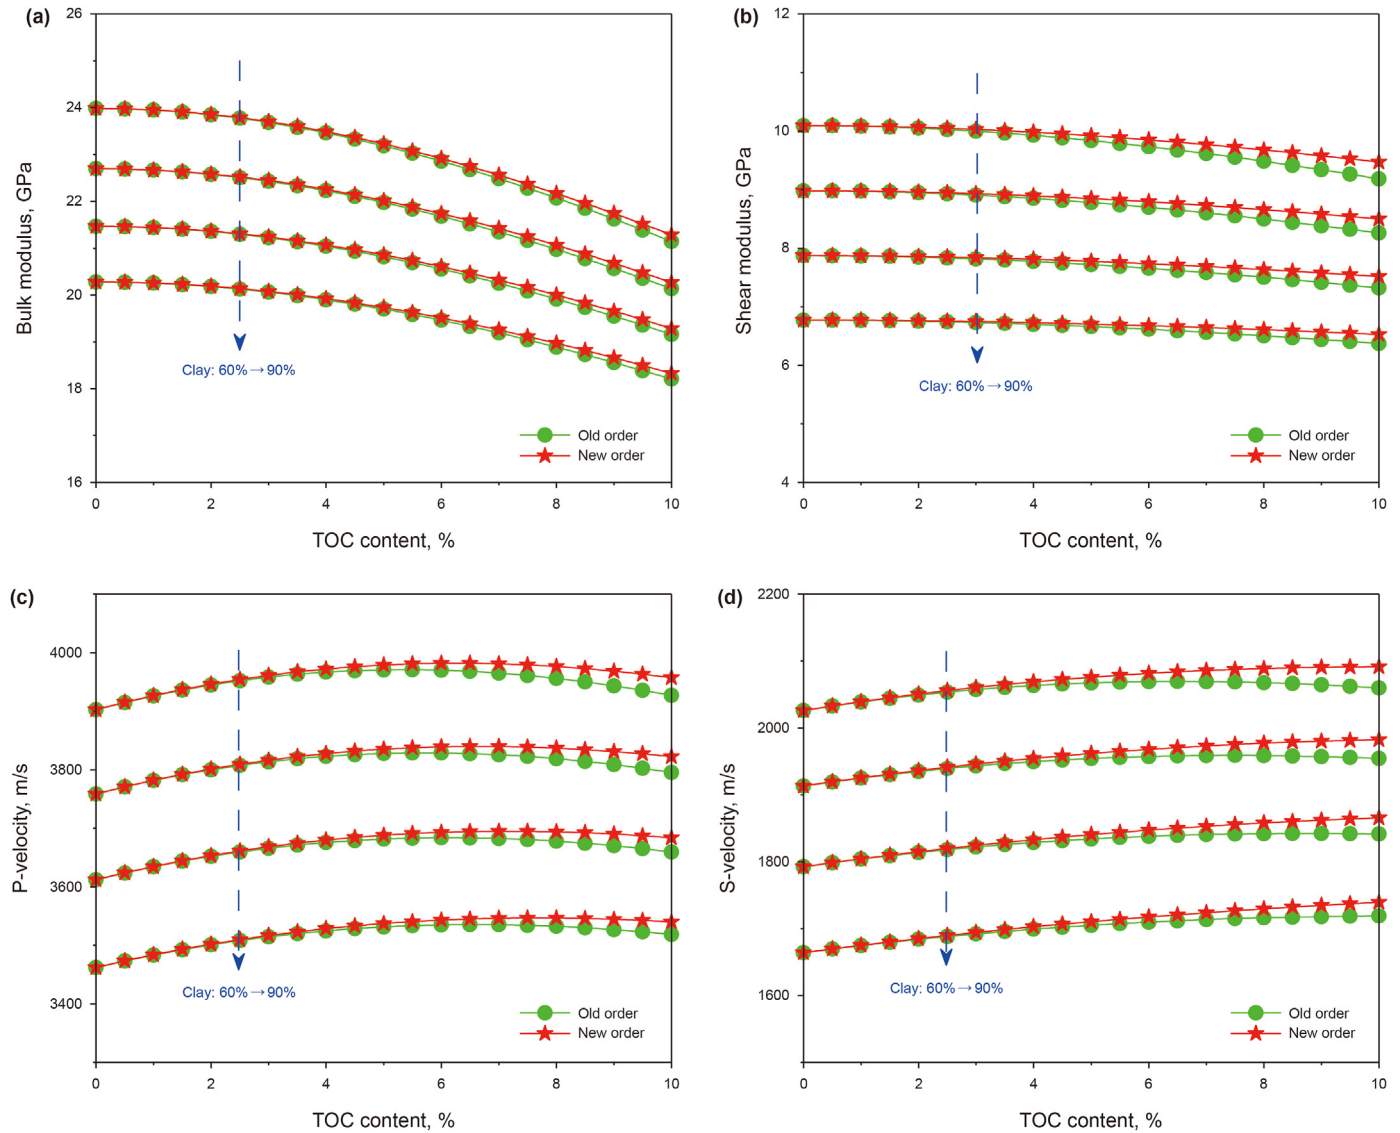 (a)
26
24
22
20
18
16
Bulk modulus, GPa
Clay: 60%→90%
Old order
New order
0 2 4 6 8 10
TOC content, %
(b)
12
10
8
6
4
Shear modulus, GPa
Clay: 60%→90%
Old order
New order
0 2 4 6 8 10
TOC content, %
(c)
4000
3800
3600
3400
P-velocity, m/s
Clay: 60%→90%
Old order
New order
0 2 4 6 8 10
TOC content, %
(d)
2200
2000
1800
1600
S-velocity, m/s
Clay: 60%→90%
Old order
New order
0 2 4 6 8 10
TOC content, %